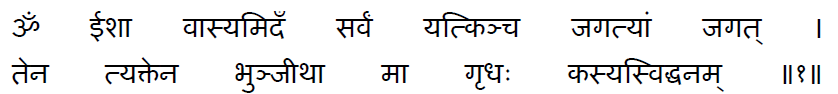 ॐ ईशा वास्यमिदँ सर्वं यत्किञ्च जगत्यां जगत् ।
तेन त्यक्तेन भुञ्जीथा मा गृधः कस्यस्विद्धनम् ॥१॥